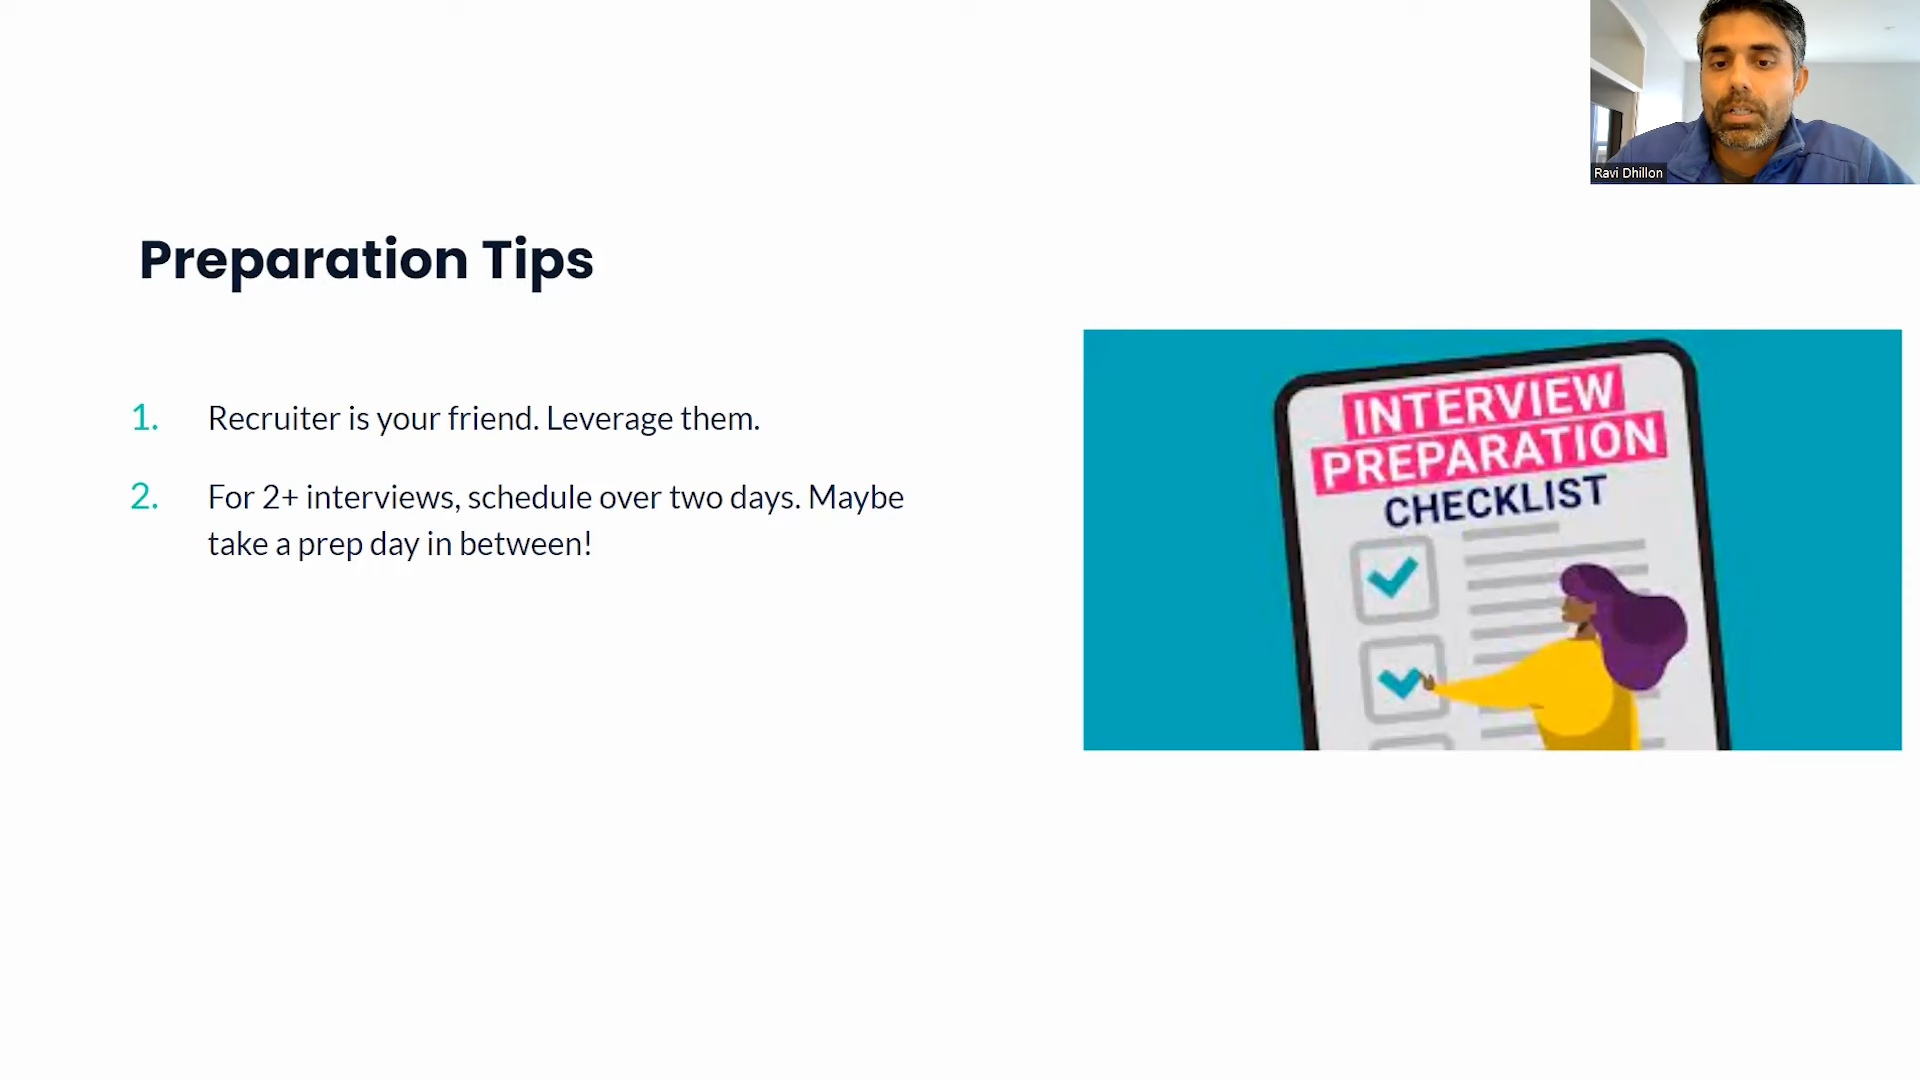 Ravi Dhillon
Preparation Tips
1. Recruiter is your friend. Leverage them.
2. For 2+ interviews, schedule over two days. Maybe
take a prep day in between!
INTERVIEW
PREPARATION
CHECKLIST